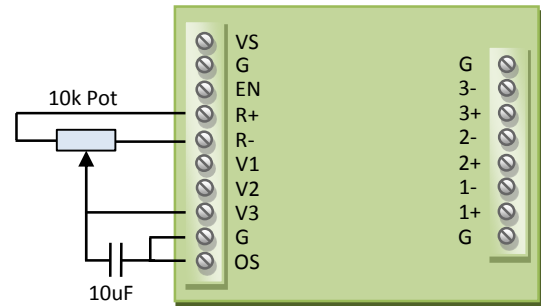 VS
G
EN
R+
R-
V1
V2
V3
G
OS
10k Pot
10uF
G
3-
3+
2-
2+
1-
1+
G